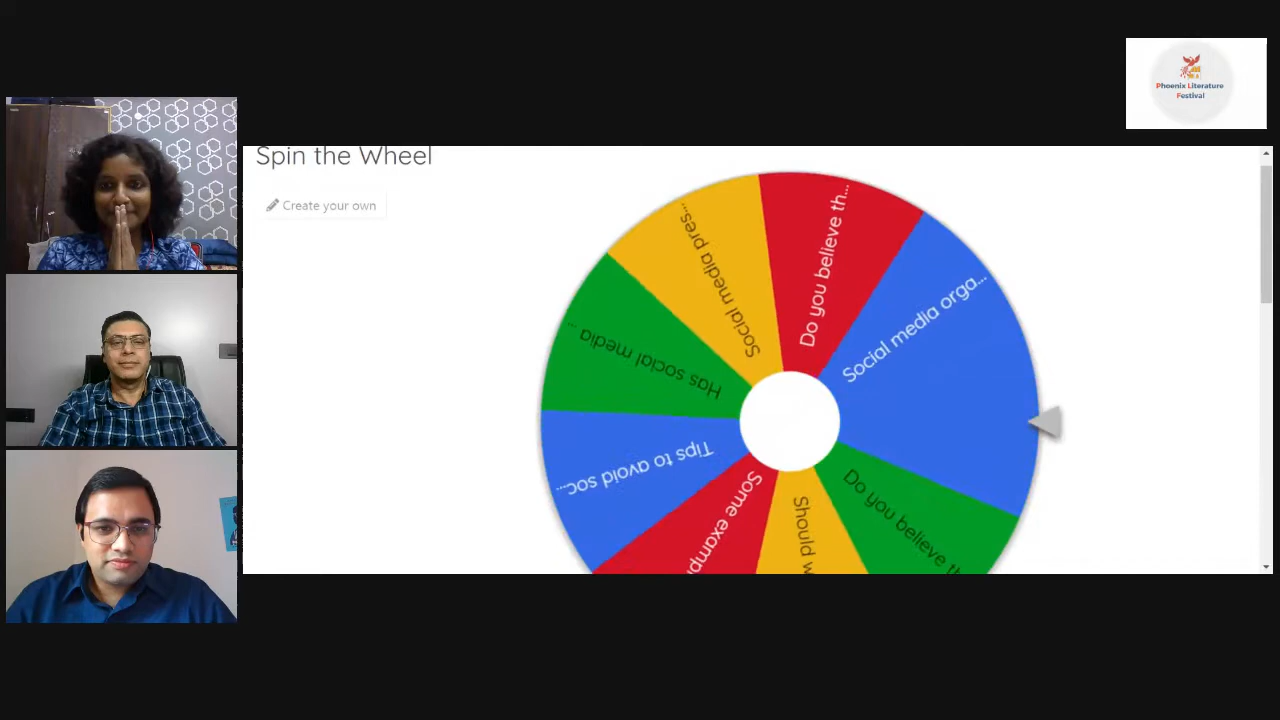 Phoenix Literature
Festival
Spin the Wheel
Create your own
Social media pres...
Do you believe th...
Social media orga...
Has social media ...
Tips to avoid soc...
Some examp
Should w
Do you believe th